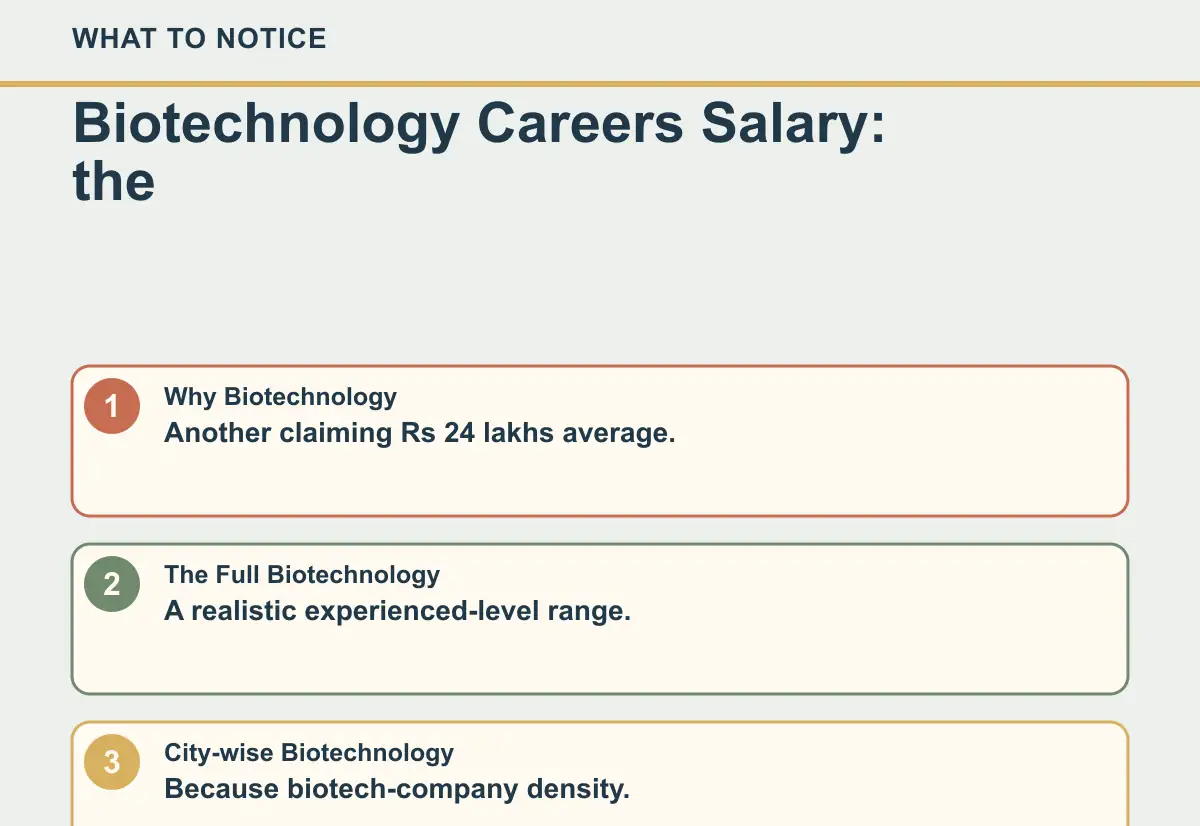 WHAT TO NOTICE
Biotechnology Careers Salary:
the
1
Why Biotechnology
Another claiming Rs 24 lakhs average.
2
The Full Biotechnology
A realistic experienced-level range.
3
City-wise Biotechnology
Because biotech-company density.